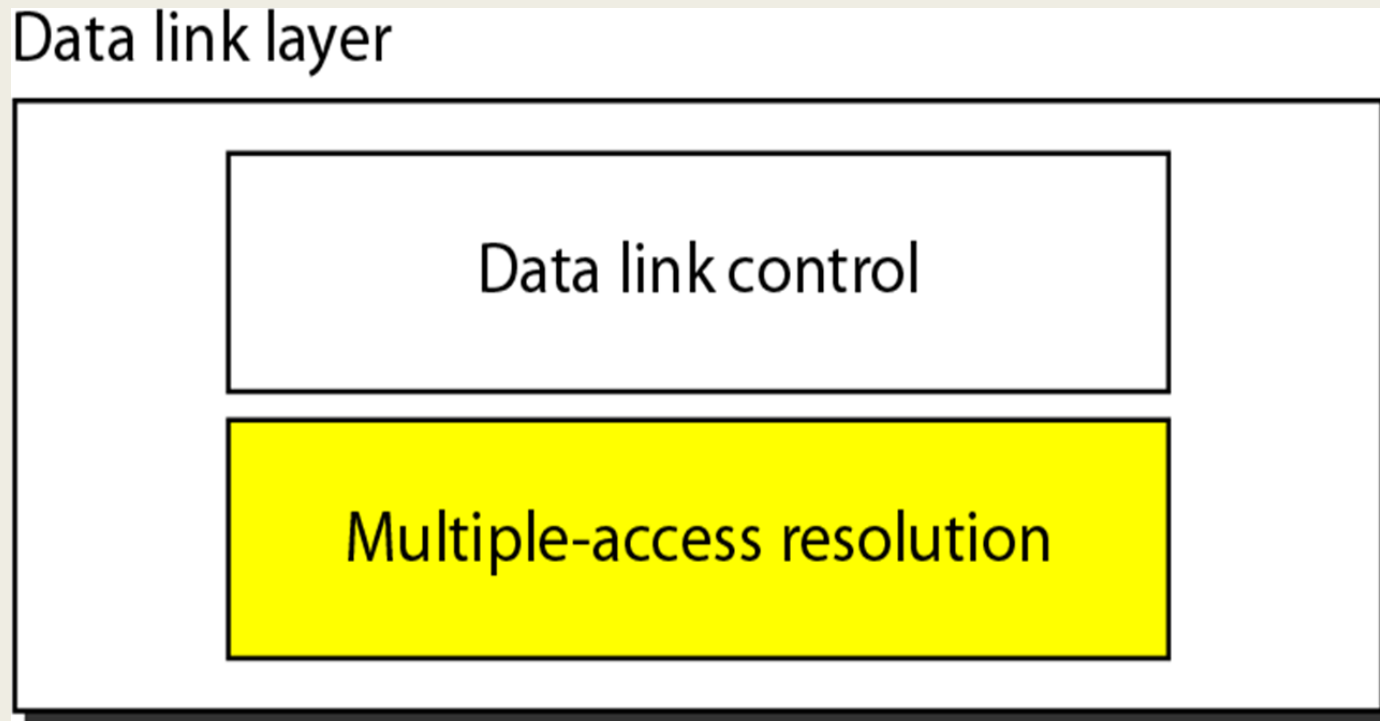 Data link layer
Data link control
Multiple-access resolution